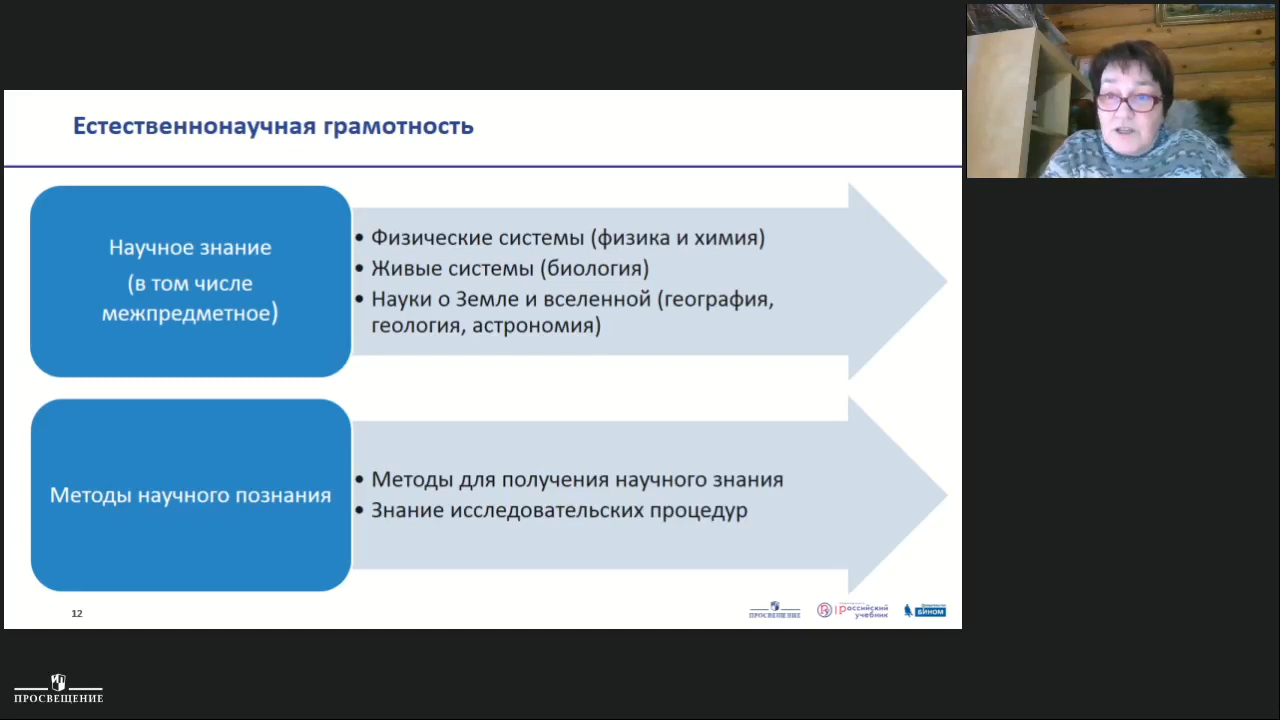 Естественнонаучная грамотность
Научное знание
(в том числе
межпредметное)
• Физические системы (физика и химия)
• Живые системы (биология)
• Науки о Земле и вселенной (география,
геология, астрономия)
Методы научного познания
• Методы для получения научного знания
• Знание исследовательских процедур
12
ПРОСВЕЩЕНИЕ
российский
учебник
БИНОМ
ПРОСВЕЩЕНИЕ